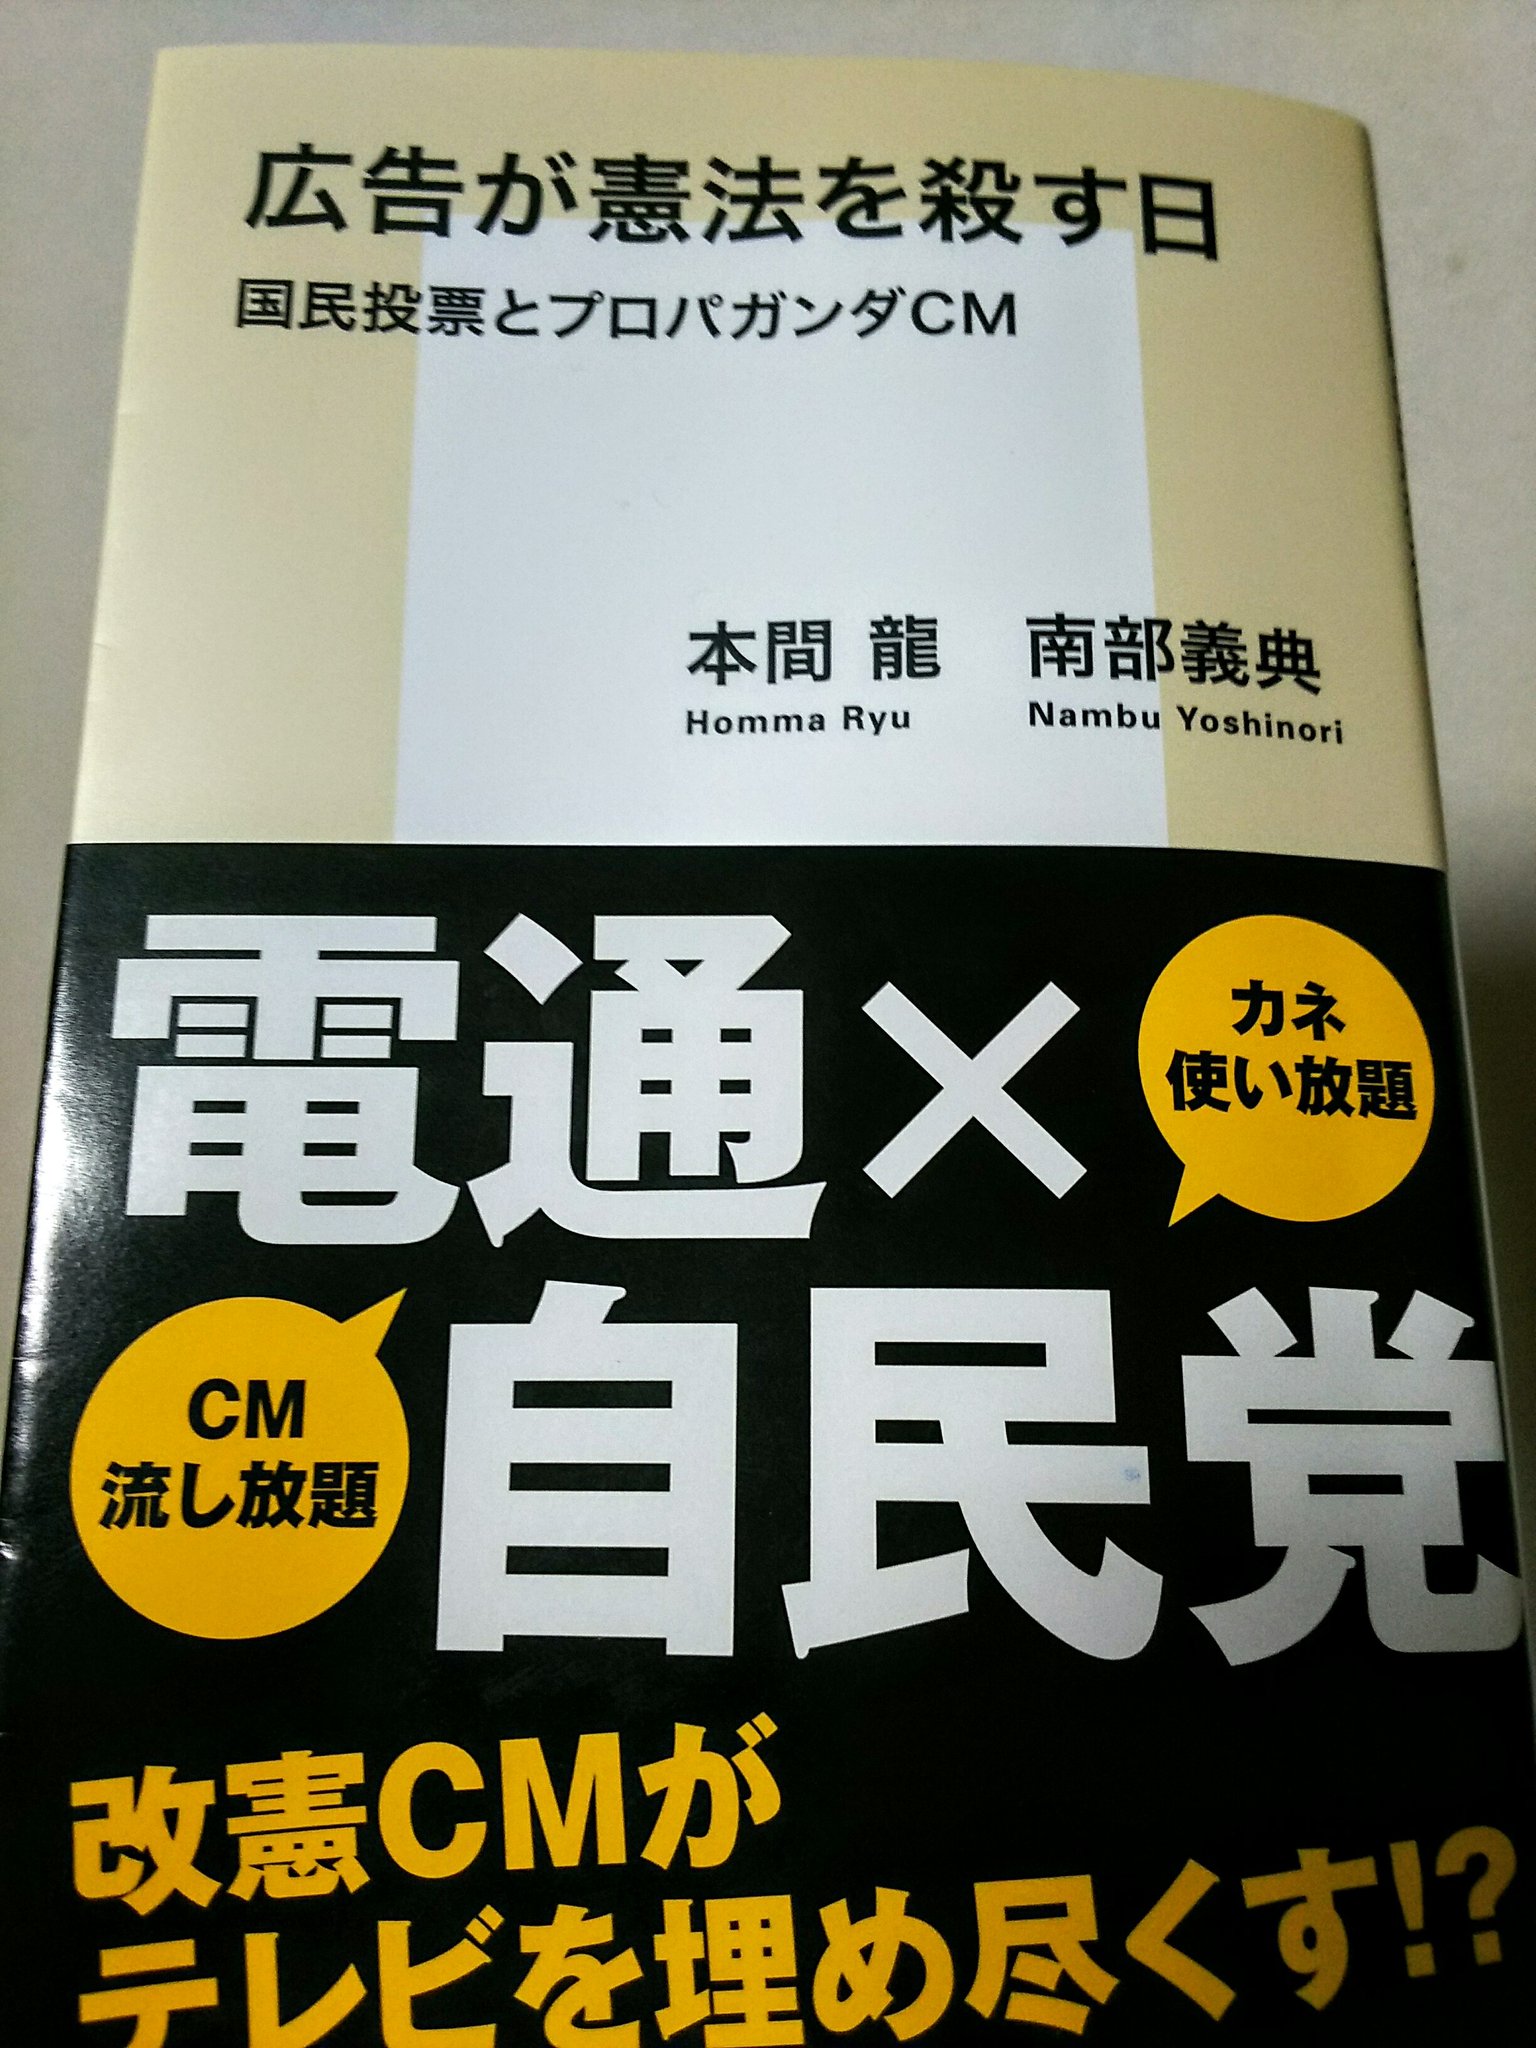 広告が憲法を殺す日
国民投票とプロパガンダCM
本間 龍 南部義典
Homma Ryu Nambu Yoshinori
電通×
カネ
使い放題
CM
流し放題
自民党
改憲CMが
テレビを埋め尽くす!?